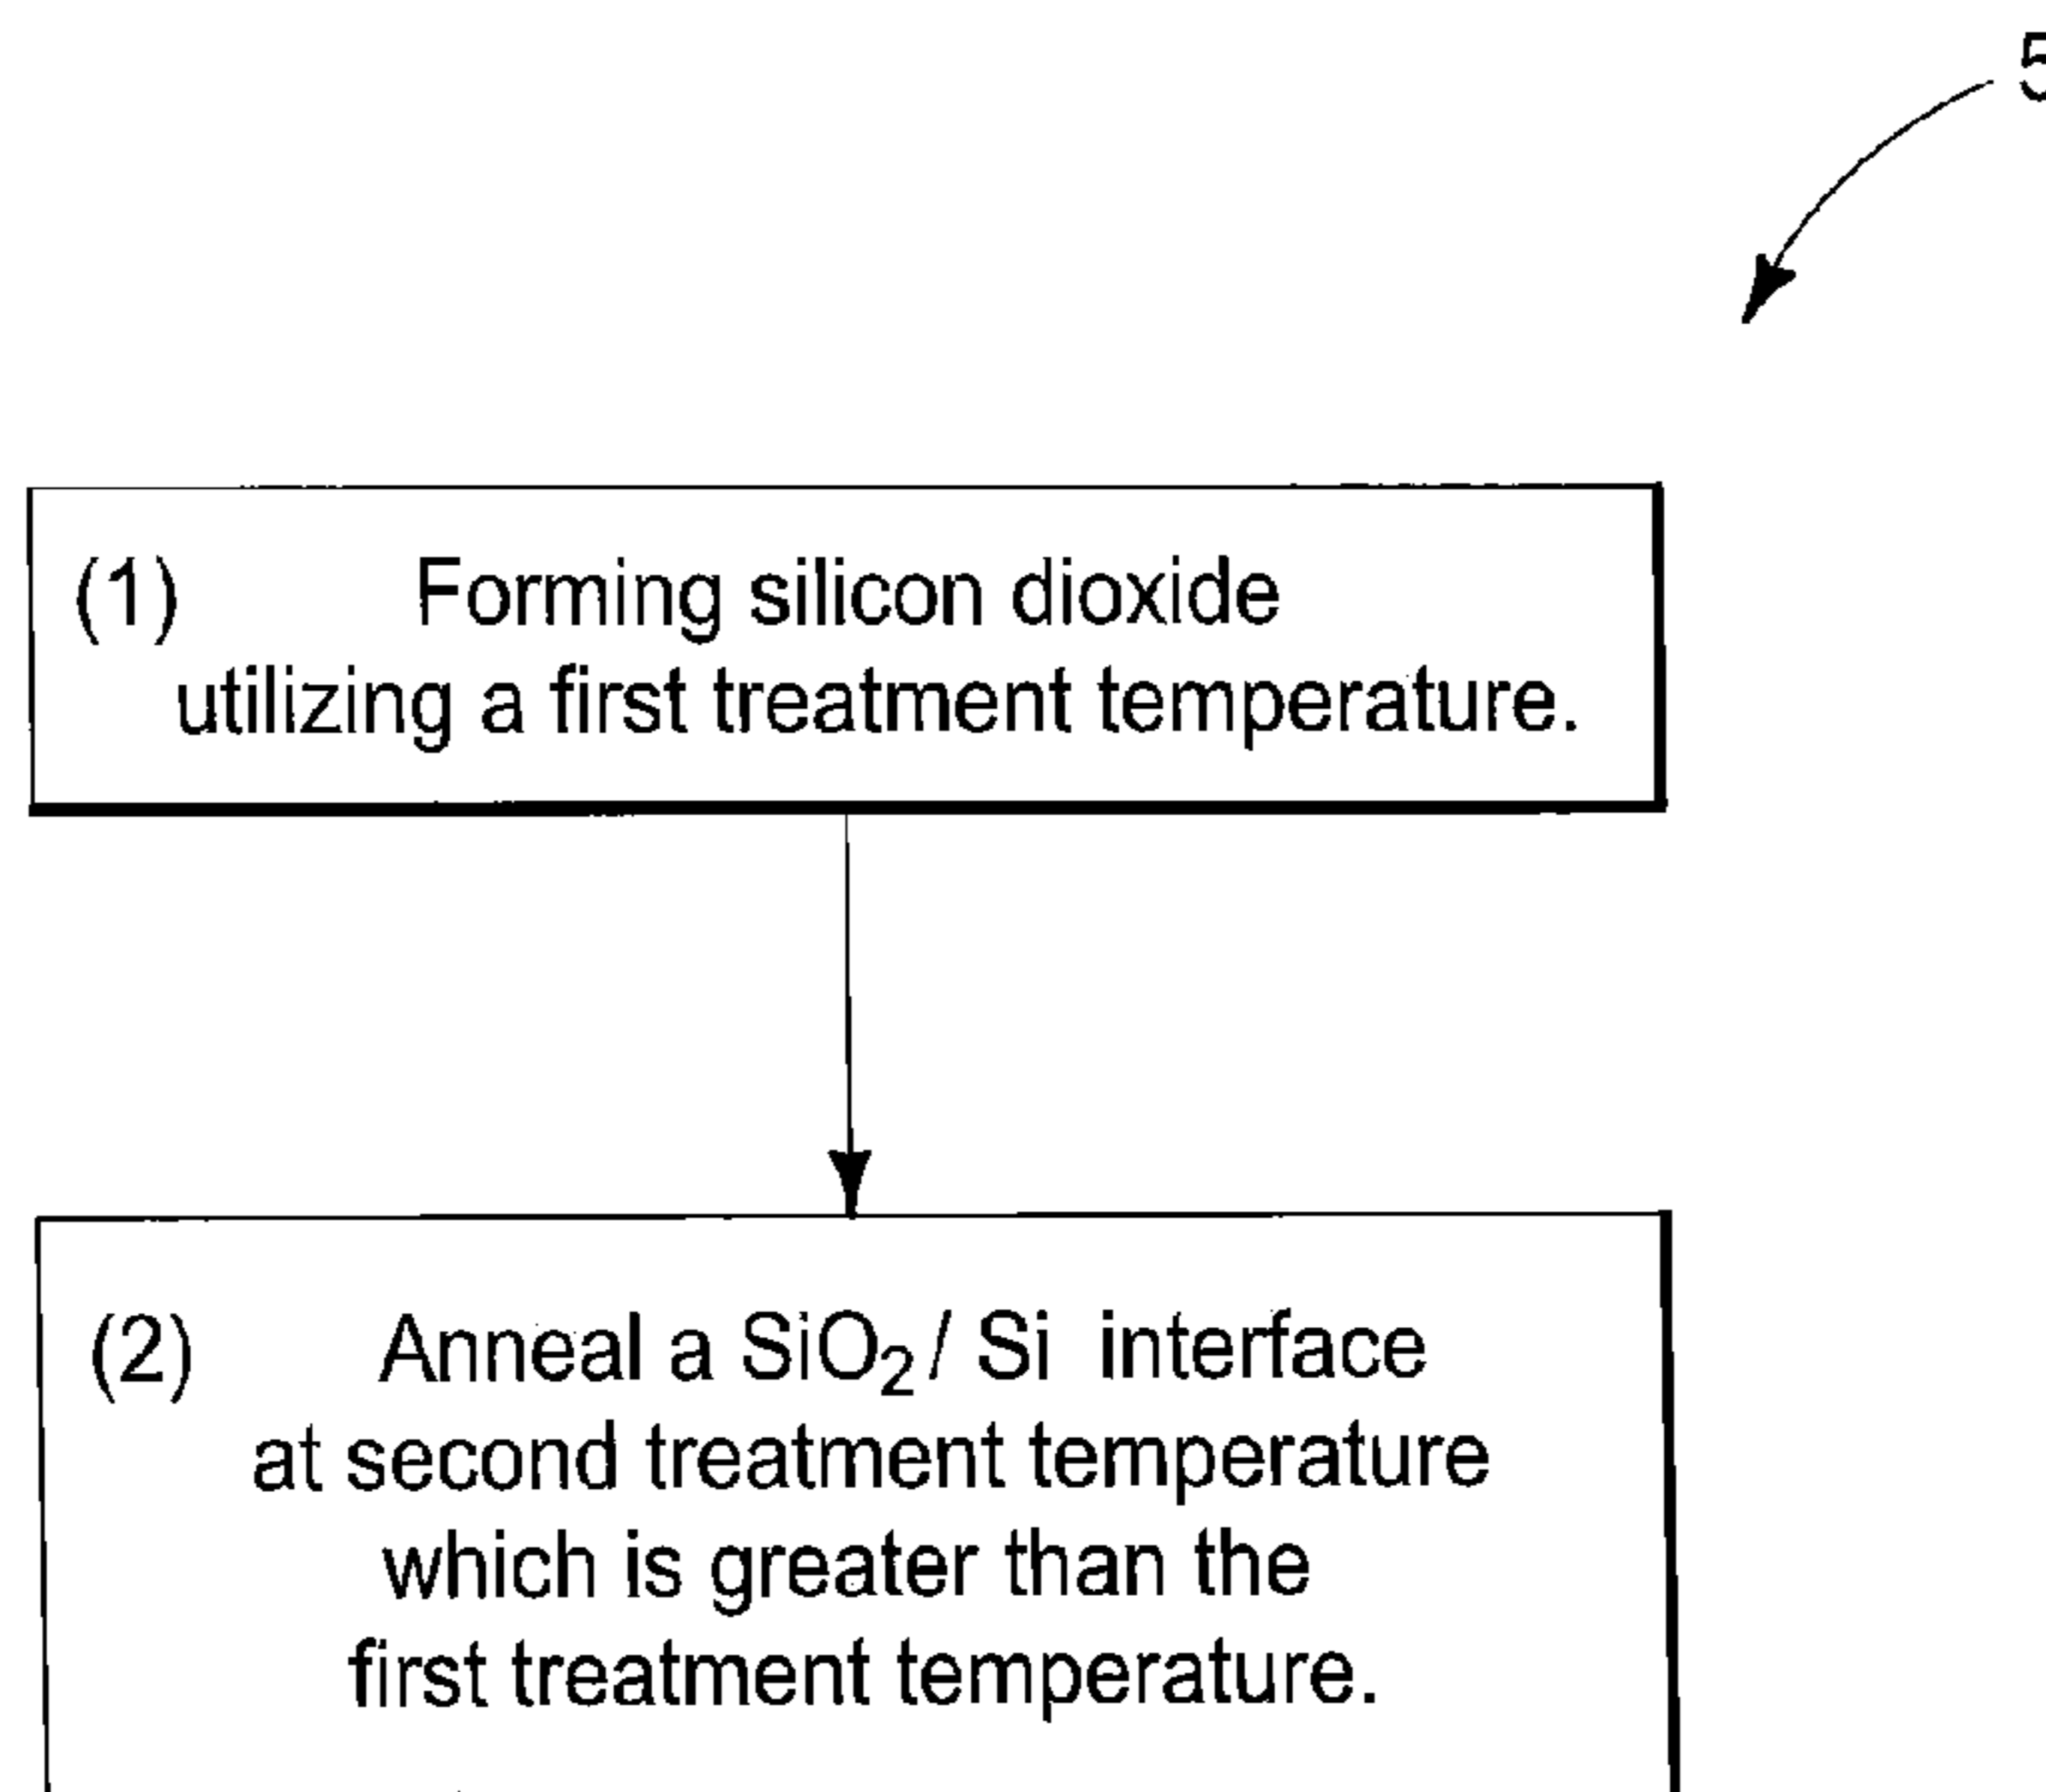 5
(1) Forming silicon dioxide
utilizing a first treatment temperature.
(2) Anneal a SiO₂ / Si interface
at second treatment temperature
which is greater than the
first treatment temperature.